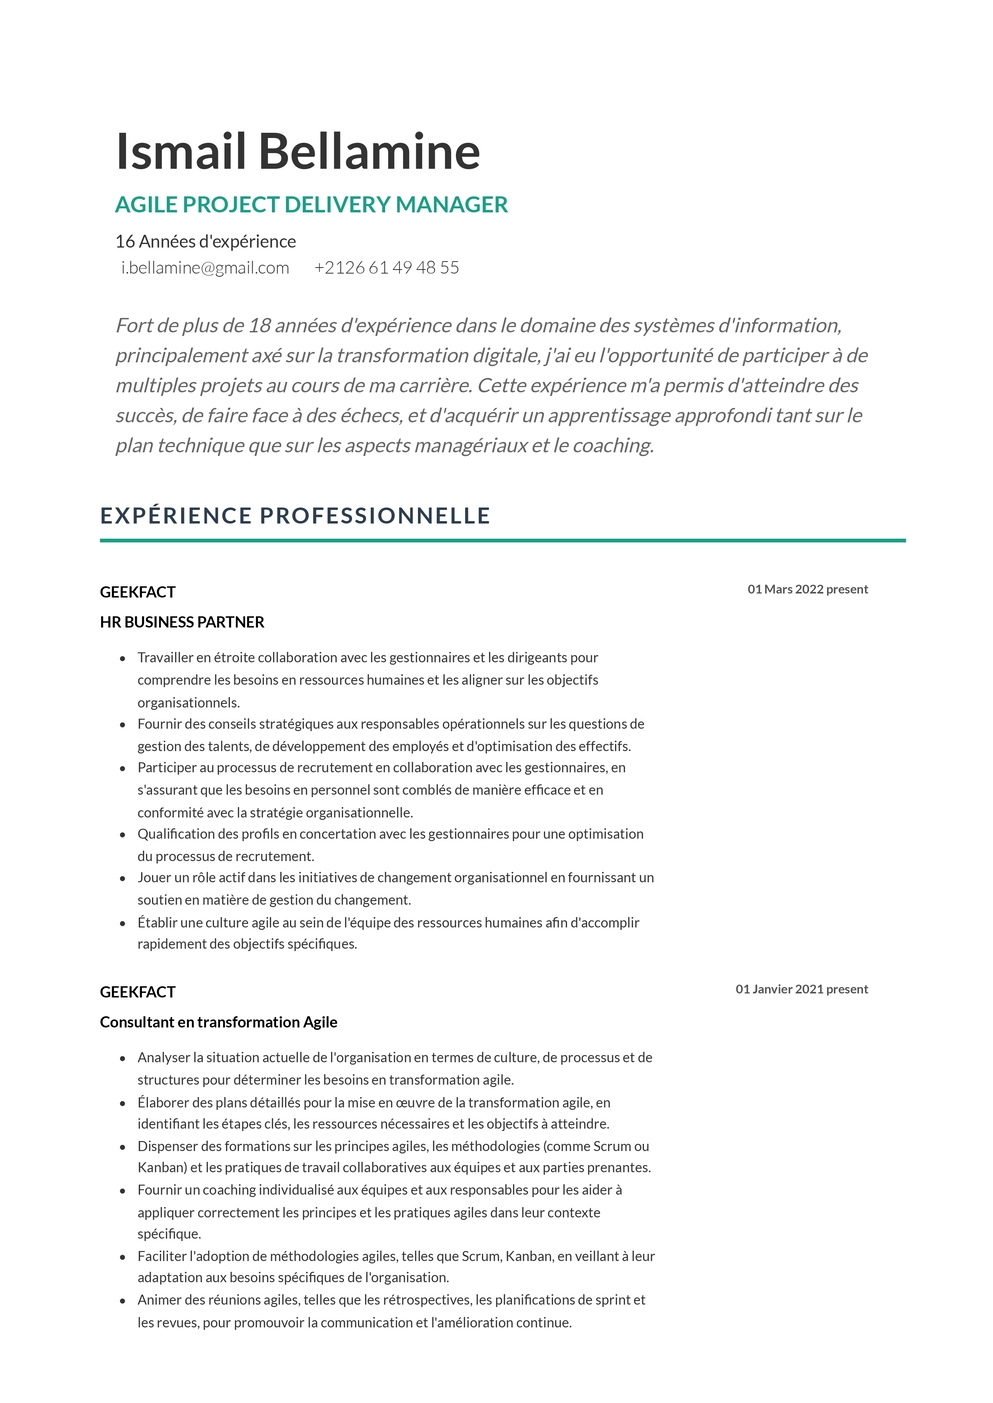 Ismail Bellamine
AGILE PROJECT DELIVERY MANAGER
16 Années d'expérience
i.bellamine@gmail.com +2126 61 49 48 55
Fort de plus de 18 années d'expérience dans le domaine des systèmes d'information,
principalement axé sur la transformation digitale, j'ai eu l'opportunité de participer à de
multiples projets au cours de ma carrière. Cette expérience m'a permis d'atteindre des
succès, de faire face à des échecs, et d'acquérir un apprentissage approfondi tant sur le
plan technique que sur les aspects managériaux et le coaching.
EXPÉRIENCE PROFESSIONNELLE
GEEKFACT 01 Mars 2022 present
HR BUSINESS PARTNER
• Travailler en étroite collaboration avec les gestionnaires et les dirigeants pour
comprendre les besoins en ressources humaines et les aligner sur les objectifs
organisationnels.
• Fournir des conseils stratégiques aux responsables opérationnels sur les questions de
gestion des talents, de développement des employés et d'optimisation des effectifs.
• Participer au processus de recrutement en collaboration avec les gestionnaires, en
s'assurant que les besoins en personnel sont comblés de manière efficace et en
conformité avec la stratégie organisationnelle.
• Qualification des profils en concertation avec les gestionnaires pour une optimisation
du processus de recrutement.
• Jouer un rôle actif dans les initiatives de changement organisationnel en fournissant un
soutien en matière de gestion du changement.
• Établir une culture agile au sein de l'équipe des ressources humaines afin d'accomplir
rapidement des objectifs spécifiques.
GEEKFACT 01 Janvier 2021 present
Consultant en transformation Agile
• Analyser la situation actuelle de l'organisation en termes de culture, de processus et de
structures pour déterminer les besoins en transformation agile.
• Élaborer des plans détaillés pour la mise en œuvre de la transformation agile, en
identifiant les étapes clés, les ressources nécessaires et les objectifs à atteindre.
• Dispenser des formations sur les principes agiles, les méthodologies (comme Scrum ou
Kanban) et les pratiques de travail collaboratives aux équipes et aux parties prenantes.
• Fournir un coaching individualisé aux équipes et aux responsables pour les aider à
appliquer correctement les principes et les pratiques agiles dans leur contexte
spécifique.
• Faciliter l'adoption de méthodologies agiles, telles que Scrum, Kanban, en veillant à leur
adaptation aux besoins spécifiques de l'organisation.
• Animer des réunions agiles, telles que les rétrospectives, les planifications de sprint et
les revues, pour promouvoir la communication et l'amélioration continue.